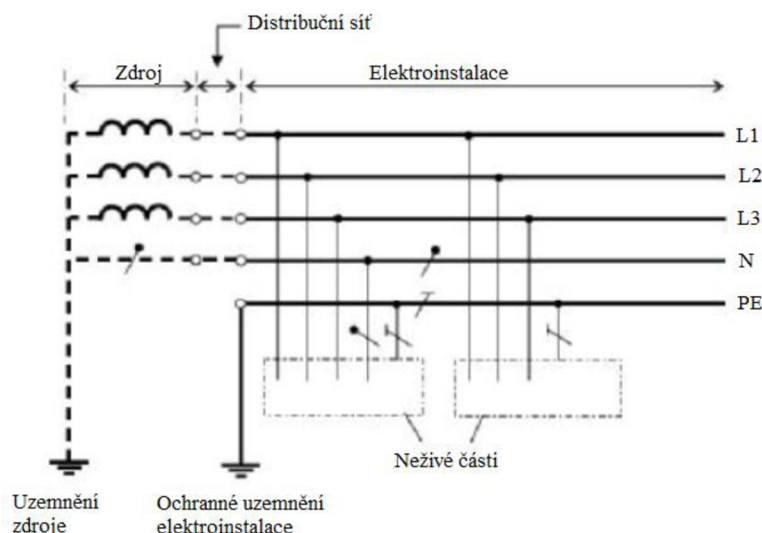 Distribuční síť
Zdroj
Elektroinstalace
L1
L2
L3
N
PE
Neživé části
Uzemnění
zdroje
Ochranné uzemnění
elektroinstalace